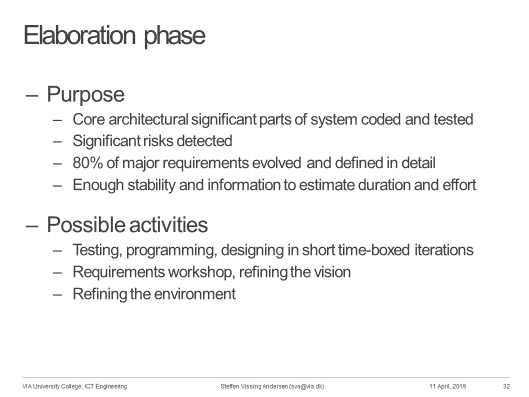 Elaboration phase
– Purpose
– Core architectural significant parts of system coded and tested
– Significant risks detected
– 80% of major requirements evolved and defined in detail
– Enough stability and information to estimate duration and effort
– Possible activities
– Testing, programming, designing in short time-boxed iterations
– Requirements workshop, refining the vision
– Refining the environment
VIA University College, ICT Engineering Steffen Vissing Andersen (sva@via.dk) 11 April, 2019 32